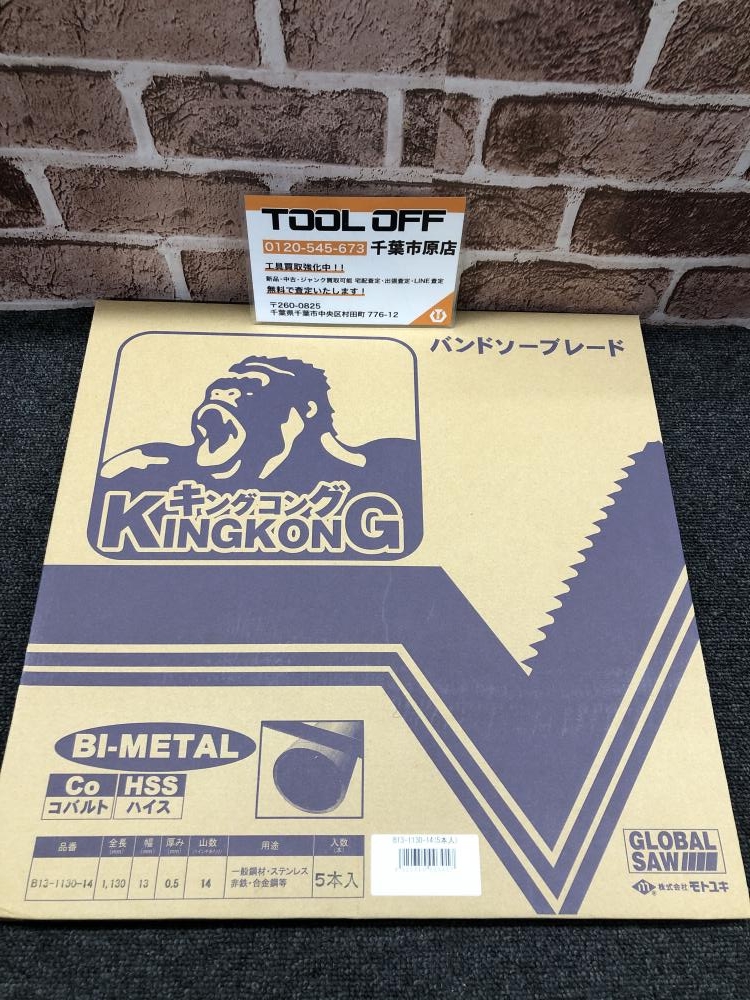 TOOL OFF
0120-545-673 千葉市原店
工具買取強化中!!
新品・中古・ジャンク買取可能 宅配査定・出張査定・LINE査定
無料で査定いたします!
〒260-0825
千葉県千葉市中央区村田町 776-12
バンドソーブレード
キングコング
KINGKONG
BI-METAL
Co HSS
コバルト ハイス
品番 全長 幅 厚み 山数 用途 入数
(mm) (mm) (mm)
B13-1130-14 1,130 13 0.5 14 一般鋼材・ステンレス 5本入
非鉄・合金鋼等
B13-1130-14(5本入)
GLOBAL
SAW
株式会社モトユキ